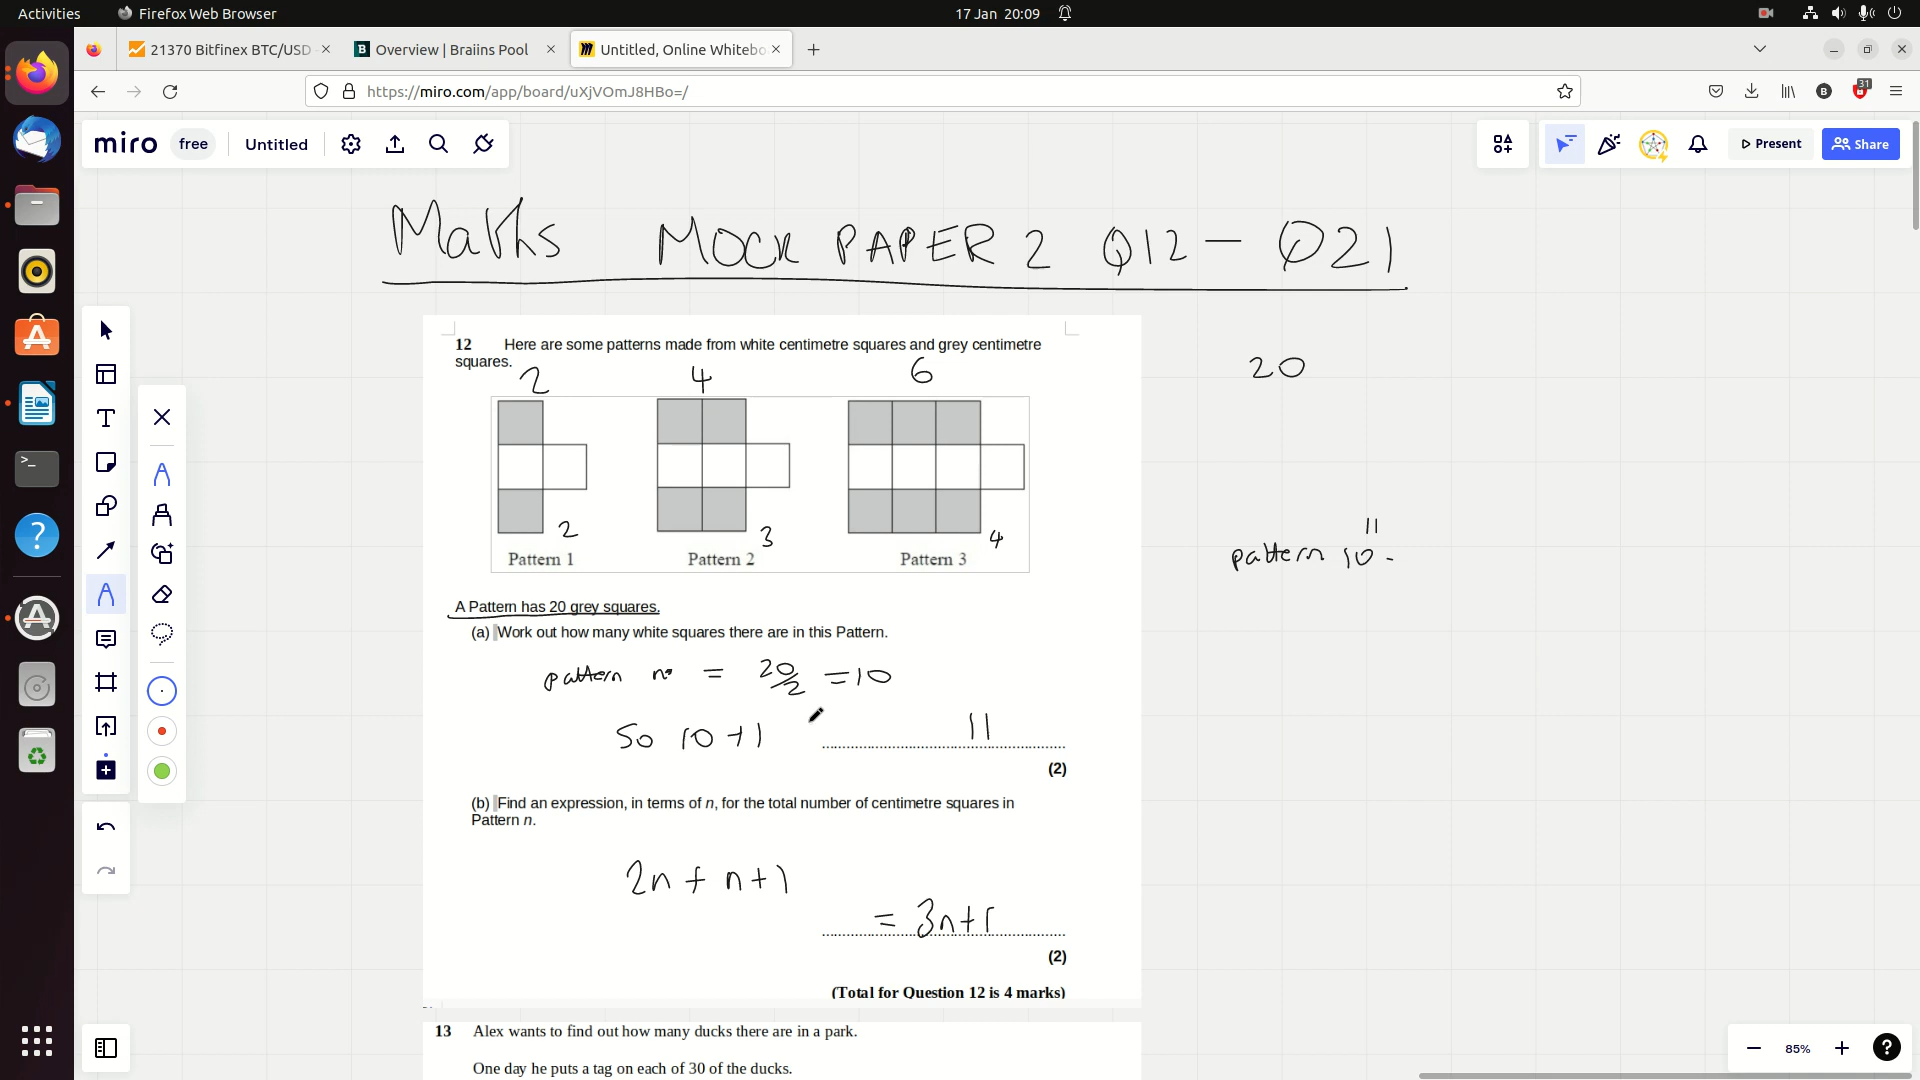 Activities Firefox Web Browser 17 Jan 20:09
21370 Bitfinex BTC/USD Overview | Braiins Pool Untitled, Online Whitebo
https://miro.com/app/board/uXjVOmJ8HBo=/ B 31
miro free Untitled Present Share
Maths MOCK PAPER 2 Q12 - Q21
12 Here are some patterns made from white centimetre squares and grey centimetre
squares.
2 4 6
20
2 3 4
Pattern 1 Pattern 2 Pattern 3
11
pattern 10 -
A Pattern has 20 grey squares.
(a) Work out how many white squares there are in this Pattern.
pattern no = 20/2 = 10
so 10 + 1 11
(2)
(b) Find an expression, in terms of n, for the total number of centimetre squares in
Pattern n.
2n + n + 1
= 3n + 1
(2)
(Total for Question 12 is 4 marks)
13 Alex wants to find out how many ducks there are in a park.
One day he puts a tag on each of 30 of the ducks.
85%